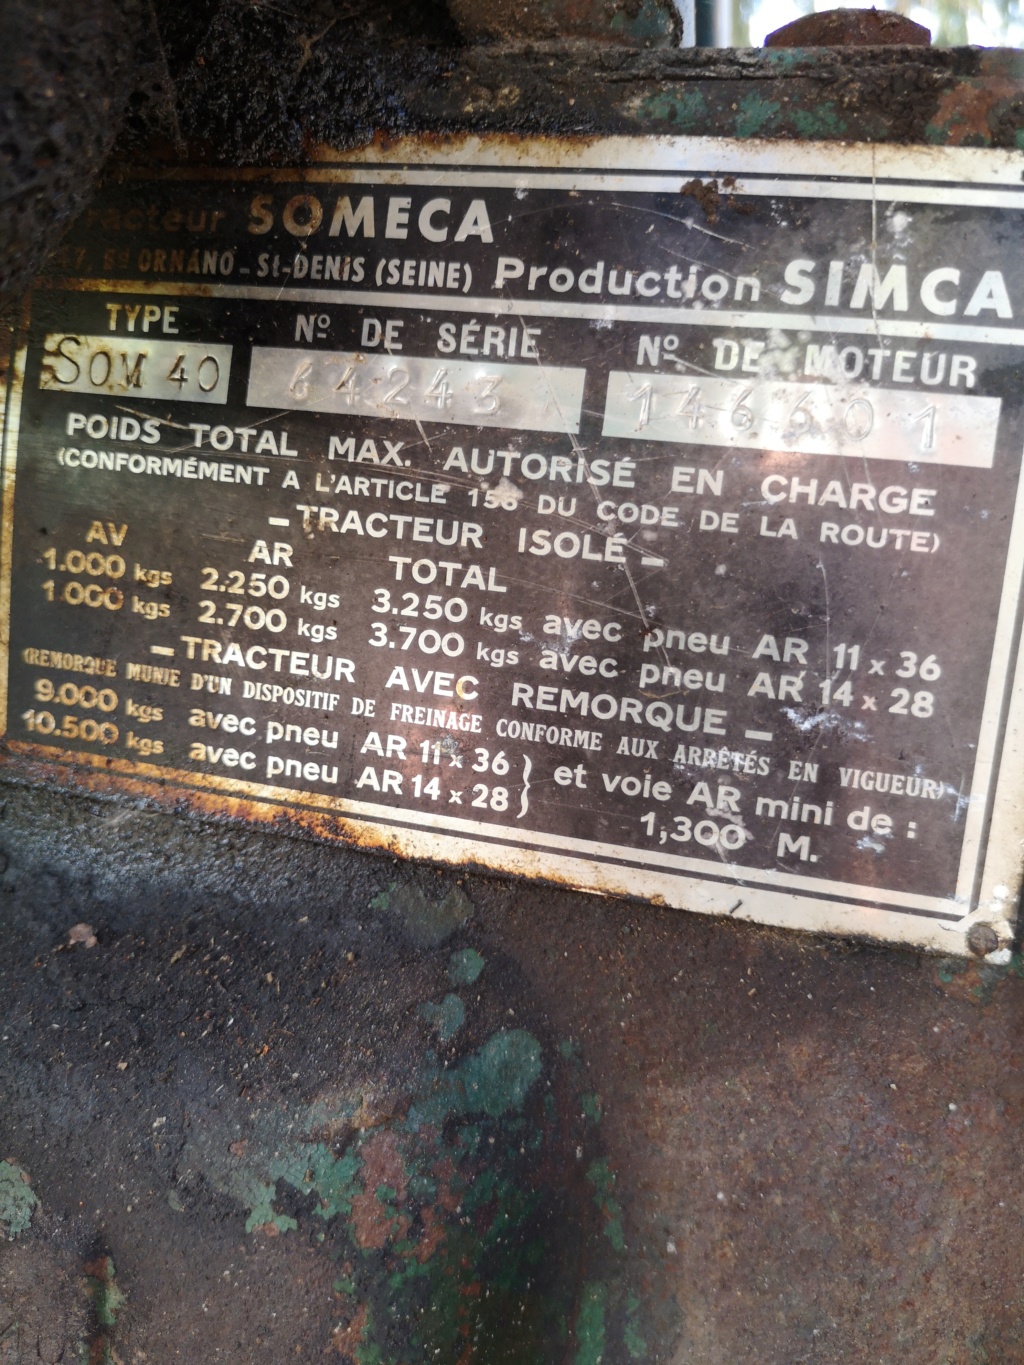 Tracteur SOMECA
Bd ORNANO - St-DENIS (SEINE) Production SIMCA
TYPE N° DE SÉRIE N° DE MOTEUR
SOM 40 64243 146601
POIDS TOTAL MAX. AUTORISÉ EN CHARGE
(CONFORMÉMENT A L'ARTICLE 156 DU CODE DE LA ROUTE)
- TRACTEUR ISOLÉ -
AV AR TOTAL
1.000 kgs 2.250 kgs 3.250 kgs avec pneu AR 11 x 36
1.000 kgs 2.700 kgs 3.700 kgs avec pneu AR 14 x 28
- TRACTEUR AVEC REMORQUE -
(REMORQUE MUNIE D'UN DISPOSITIF DE FREINAGE CONFORME AUX ARRÊTÉS EN VIGUEUR)
9.000 kgs avec pneu AR 11 x 36
10.500 kgs avec pneu AR 14 x 28
} et voie AR mini de :
1,300 M.